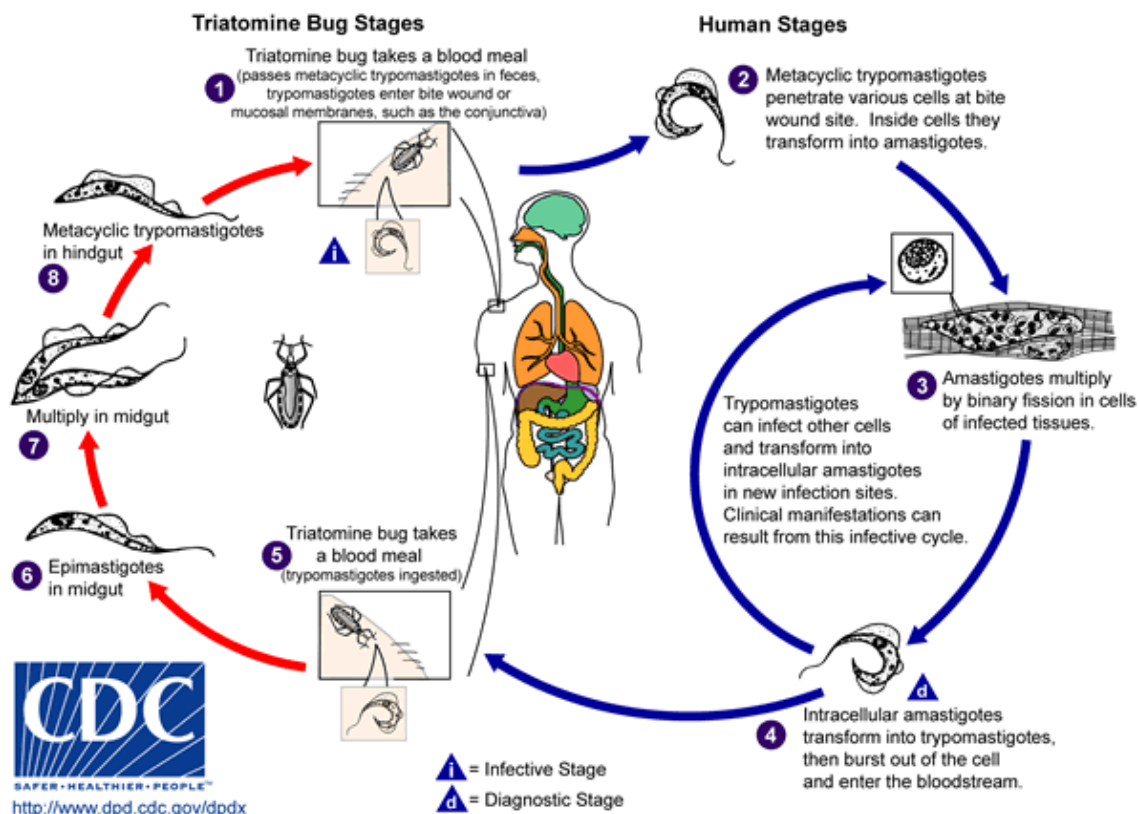 Triatomine Bug Stages
Human Stages
1
Triatomine bug takes a blood meal
(passes metacyclic trypomastigotes in feces,
trypomastigotes enter bite wound or
mucosal membranes, such as the conjunctiva)
i
2
Metacyclic trypomastigotes
penetrate various cells at bite
wound site. Inside cells they
transform into amastigotes.
3
Amastigotes multiply
by binary fission in cells
of infected tissues.
Trypomastigotes
can infect other cells
and transform into
intracellular amastigotes
in new infection sites.
Clinical manifestations can
result from this infective cycle.
d
4
Intracellular amastigotes
transform into trypomastigotes,
then burst out of the cell
and enter the bloodstream.
5
Triatomine bug takes
a blood meal
(trypomastigotes ingested)
6
Epimastigotes
in midgut
Multiply in midgut
7
Metacyclic trypomastigotes
in hindgut
8
CDC
SAFER•HEALTHIER•PEOPLE™
http://www.dpd.cdc.gov/dpdx
i = Infective Stage
d = Diagnostic Stage